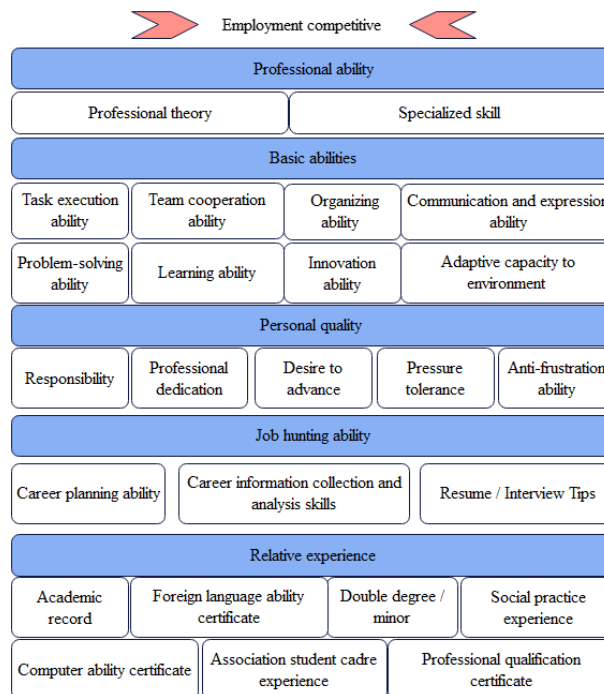 Employment competitive
Professional ability
Professional theory
Specialized skill
Basic abilities
Task execution
ability
Team cooperation
ability
Organizing
ability
Communication and expression
ability
Problem-solving
ability
Learning ability
Innovation
ability
Adaptive capacity to
environment
Personal quality
Responsibility
Professional
dedication
Desire to
advance
Pressure
tolerance
Anti-frustration
ability
Job hunting ability
Career planning ability
Career information collection and
analysis skills
Resume / Interview Tips
Relative experience
Academic
record
Foreign language ability
certificate
Double degree /
minor
Social practice
experience
Computer ability certificate
Association student cadre
experience
Professional qualification
certificate